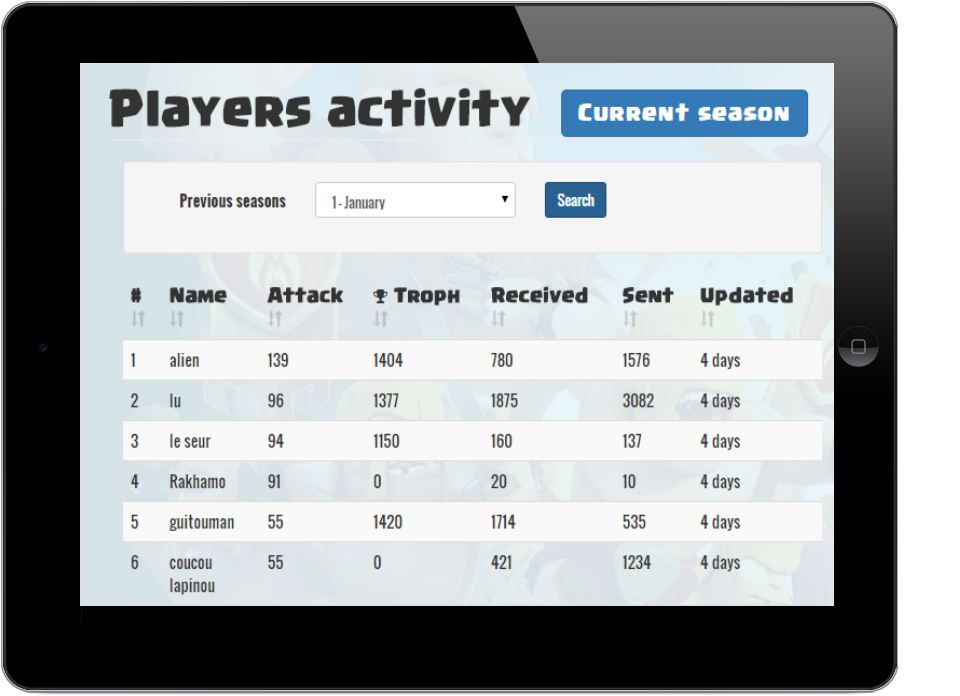 Players activity Current season
Previous seasons 1 - January Search
# Name Attack Troph Received Sent Updated
1 alien 139 1404 780 1576 4 days
2 lu 96 1377 1875 3082 4 days
3 le seur 94 1150 160 137 4 days
4 Rakhamo 91 0 20 10 4 days
5 guitouman 55 1420 1714 535 4 days
6 coucou 55 0 421 1234 4 days
lapinou